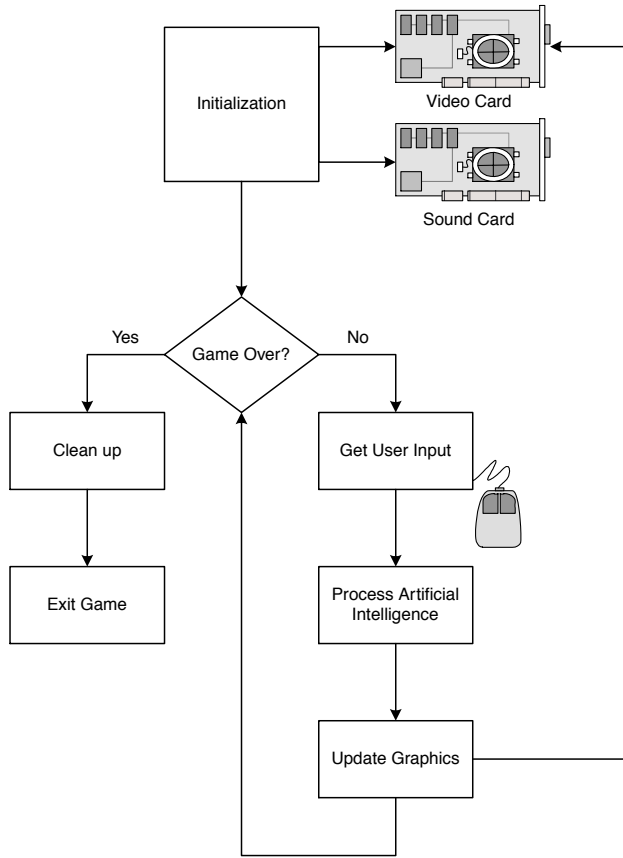 Initialization
Video Card
Sound Card
Yes
Game Over?
No
Clean up
Get User Input
Exit Game
Process Artificial
Intelligence
Update Graphics